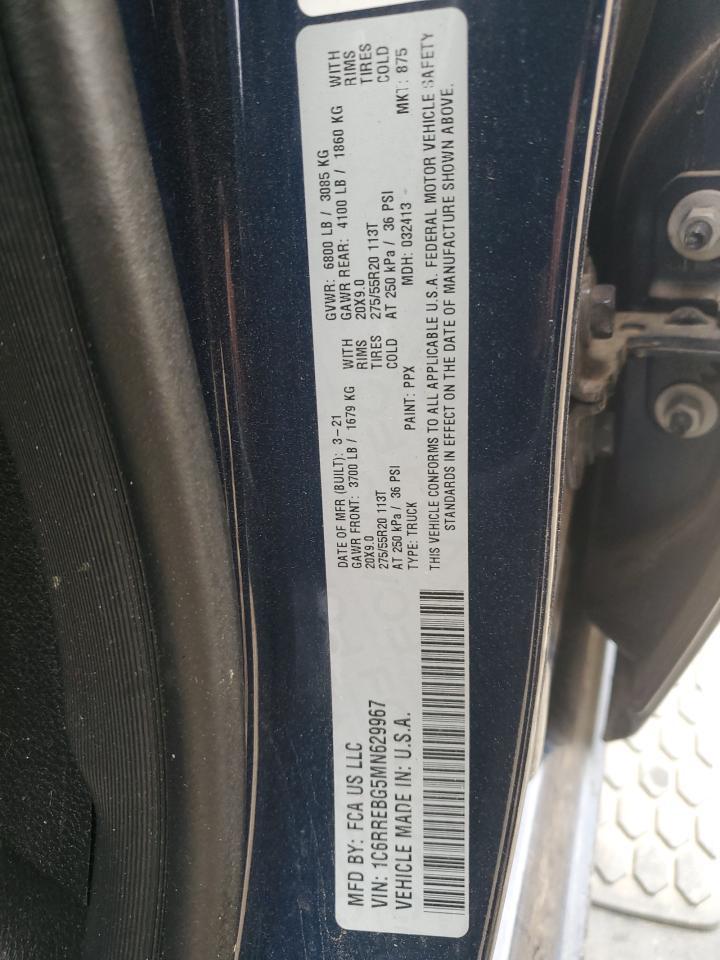 MFD BY: FCA US LLC
VIN: 1C6RREBG5MN629967
VEHICLE MADE IN: U.S.A.
DATE OF MFR (BUILT): 3-21 GVWR: 6800 LB / 3085 KG
GAWR FRONT: 3700 LB / 1679 KG WITH GAWR REAR: 4100 LB / 1860 KG WITH
20X9.0 RIMS 20X9.0 RIMS
275/55R20 113T TIRES 275/55R20 113T TIRES
AT 250 kPa / 36 PSI COLD AT 250 kPa / 36 PSI COLD
TYPE: TRUCK PAINT: PPX MDH: 032413 MKT: 875
THIS VEHICLE CONFORMS TO ALL APPLICABLE U.S.A. FEDERAL MOTOR VEHICLE SAFETY
STANDARDS IN EFFECT ON THE DATE OF MANUFACTURE SHOWN ABOVE.